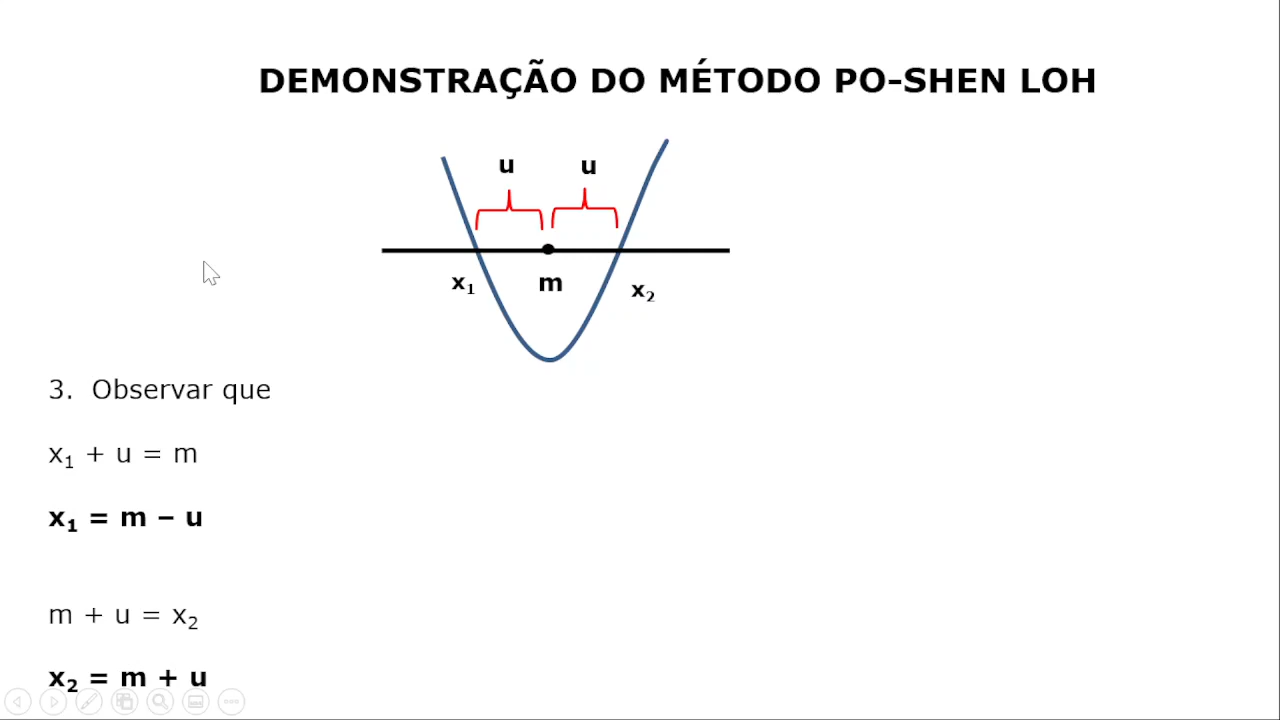 DEMONSTRAÇÃO DO MÉTODO PO-SHEN LOH
u u
x₁ m x₂
3. Observar que
x₁ + u = m
x₁ = m – u
m + u = x₂
x₂ = m + u